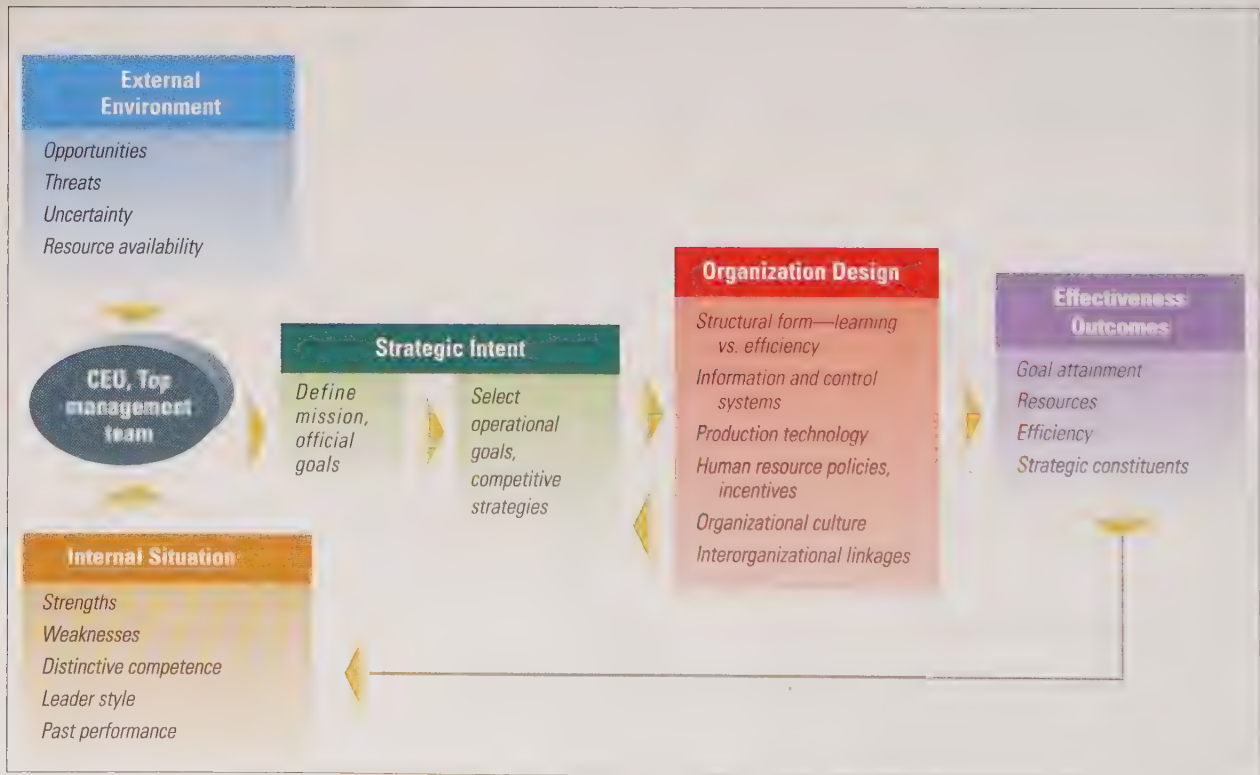 External
Environment
Opportunities
Threats
Uncertainty
Resource availability
CEO, Top
management
team
Internal Situation
Strengths
Weaknesses
Distinctive competence
Leader style
Past performance
Strategic Intent
Define
mission,
official
goals
Select
operational
goals,
competitive
strategies
Organization Design
Structural form—learning
vs. efficiency
Information and control
systems
Production technology
Human resource policies,
incentives
Organizational culture
Interorganizational linkages
Effectiveness
Outcomes
Goal attainment
Resources
Efficiency
Strategic constituents